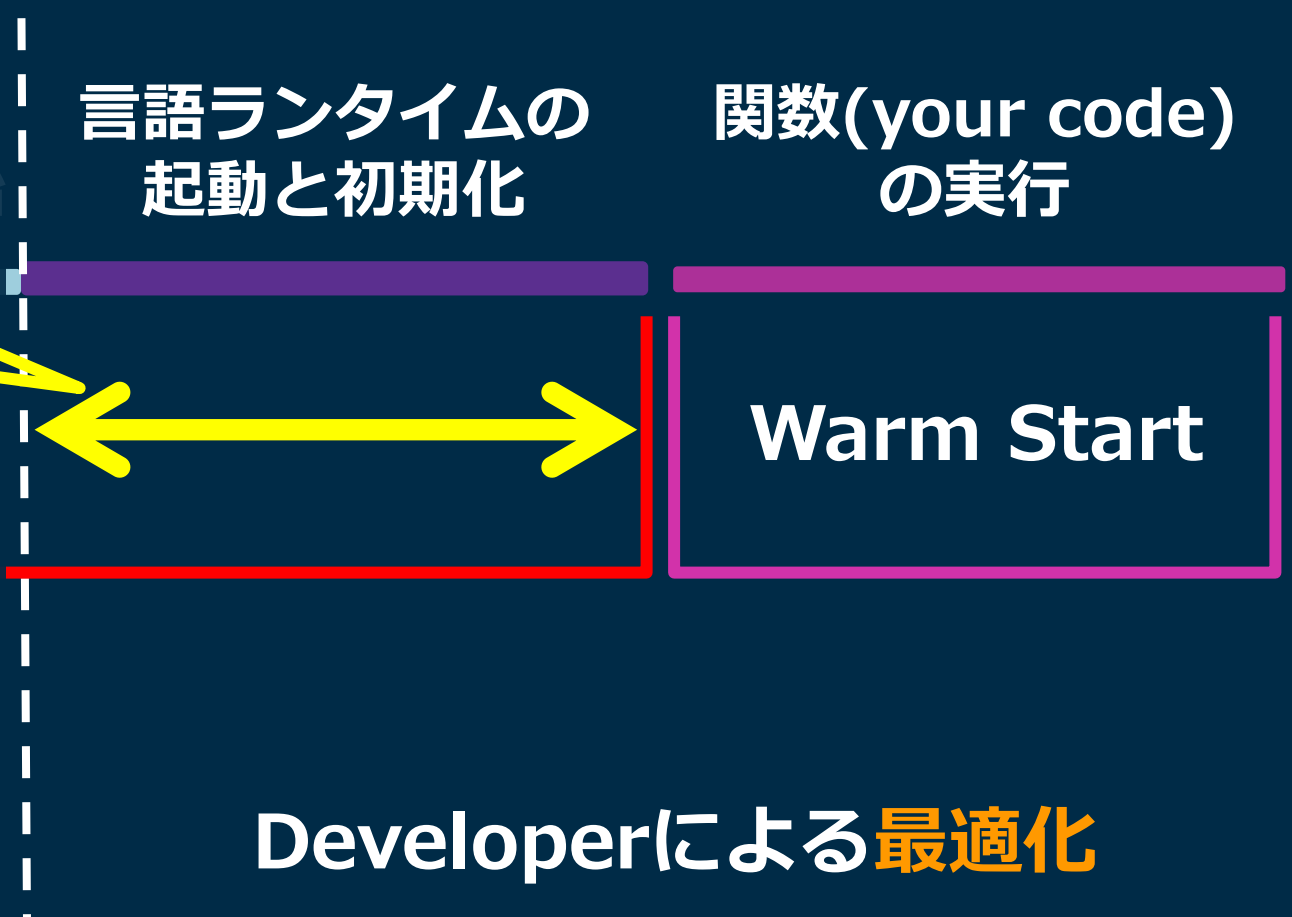 言語ランタイムの
起動と初期化
関数(your code)
の実行
Warm Start
Developerによる最適化